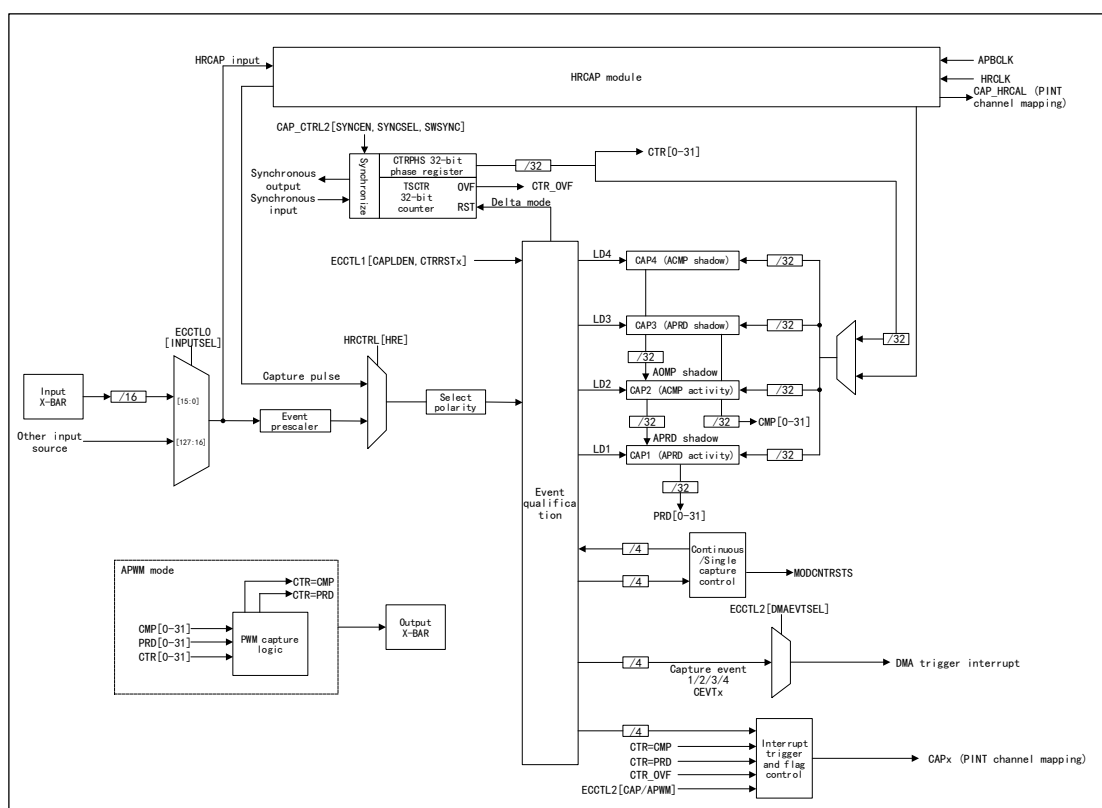 HRCAP input
HRCAP module
APBCLK
HRCLK
CAP_HRCAL (PINT
channel mapping)
CAP_CTRL2[SYNCEN, SYNCSEL, SWSYNC]
Synchronize
CTRPHS 32-bit
phase register
/32
CTR[0-31]
Synchronous
output
Synchronous
input
TSCTR
32-bit
counter
OVF
RST
CTR_OVF
Delta mode
ECCTL1[CAPLDEN, CTRRSTx]
LD4
CAP4 (ACMP shadow)
/32
LD3
CAP3 (APRD shadow)
/32
/32
/32
AOMP shadow
LD2
CAP2 (ACMP activity)
/32
/32
/32
CMP[0-31]
APRD shadow
LD1
CAP1 (APRD activity)
/32
/32
PRD[0-31]
ECCTL0
[INPUTSEL]
HRCTRL[HRE]
Input
X-BAR
/16
[15:0]
Capture pulse
Other input
source
[127:16]
Event
prescaler
Select
polarity
Event
qualifica
tion
/4
/4
Continuous
/Single
capture
control
MODCNTRSTS
APWM mode
CTR=CMP
CTR=PRD
CMP[0-31]
PRD[0-31]
CTR[0-31]
PWM capture
logic
Output
X-BAR
ECCTL2[DMAEVTSEL]
/4
Capture event
1/2/3/4
CEVTx
DMA trigger interrupt
/4
CTR=CMP
CTR=PRD
CTR_OVF
ECCTL2[CAP/APWM]
Interrupt
trigger
and flag
control
CAPx (PINT channel mapping)